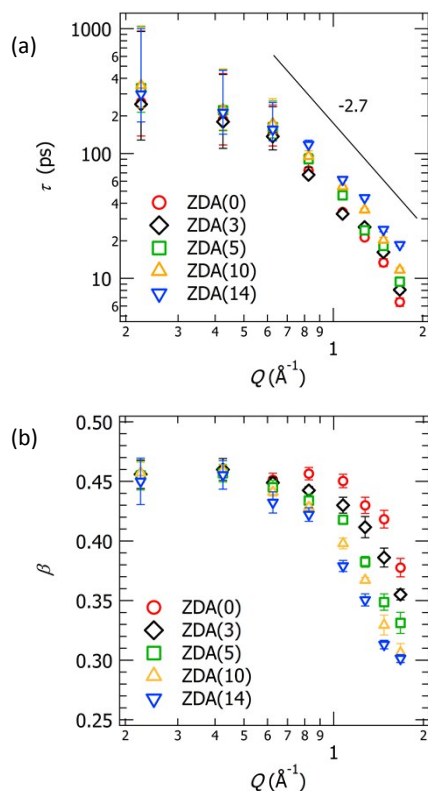 (a)
1000
6
4
2
100
6
4
2
10
6
τ (ps)
-2.7
ZDA(0)
ZDA(3)
ZDA(5)
ZDA(10)
ZDA(14)
2 3 4 5 6 7 8 9 1 2
Q (Å⁻¹)
(b)
0.50
0.45
0.40
0.35
0.30
0.25
β
ZDA(0)
ZDA(3)
ZDA(5)
ZDA(10)
ZDA(14)
2 3 4 5 6 7 8 9 1 2
Q (Å⁻¹)